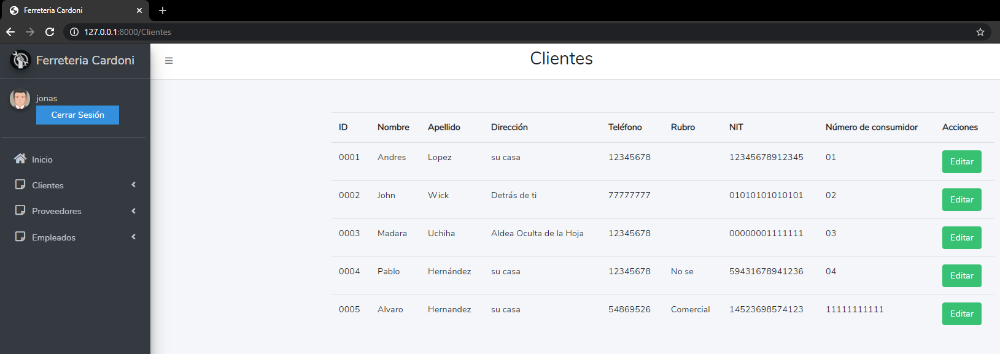 Ferreteria Cardoni
127.0.0.1:8000/Clientes
Ferreteria Cardoni
Clientes
jonas
Cerrar Sesión
Inicio
Clientes
Proveedores
Empleados
ID Nombre Apellido Dirección Teléfono Rubro NIT Número de consumidor Acciones
0001 Andres Lopez su casa 12345678 12345678912345 01 Editar
0002 John Wick Detrás de ti 77777777 01010101010101 02 Editar
0003 Madara Uchiha Aldea Oculta de la Hoja 12345678 00000001111111 03 Editar
0004 Pablo Hernández su casa 12345678 No se 59431678941236 04 Editar
0005 Alvaro Hernandez su casa 54869526 Comercial 14523698574123 11111111111 Editar